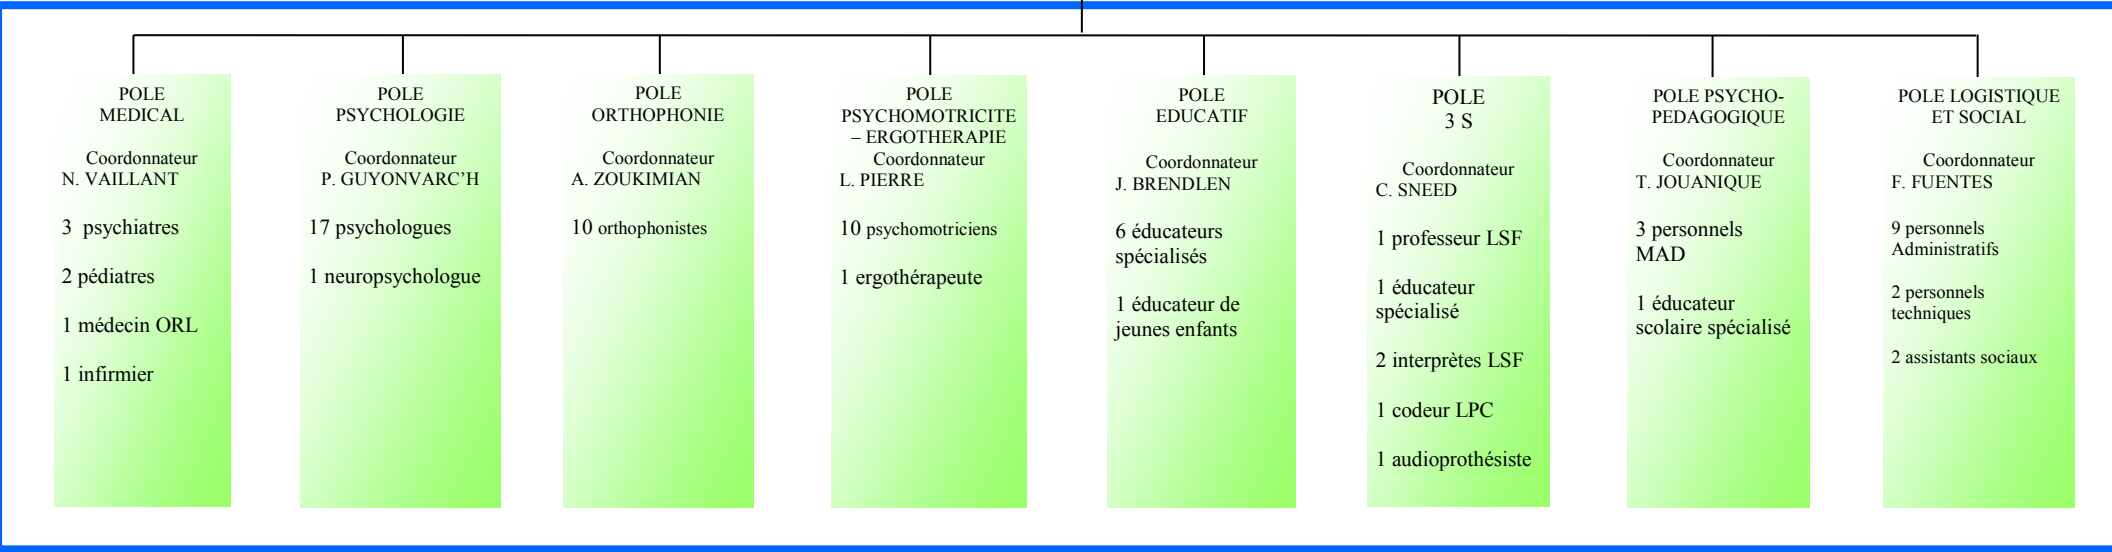 POLE
MEDICAL
Coordonnateur
N. VAILLANT
3 psychiatres
2 pédiatres
1 médecin ORL
1 infirmier
POLE
PSYCHOLOGIE
Coordonnateur
P. GUYONVARC’H
17 psychologues
1 neuropsychologue
POLE
ORTHOPHONIE
Coordonnateur
A. ZOUKIMIAN
10 orthophonistes
POLE
PSYCHOMOTRICITE
– ERGOTHERAPIE
Coordonnateur
L. PIERRE
10 psychomotriciens
1 ergothérapeute
POLE
EDUCATIF
Coordonnateur
J. BRENDLEN
6 éducateurs
spécialisés
1 éducateur de
jeunes enfants
POLE
3 S
Coordonnateur
C. SNEED
1 professeur LSF
1 éducateur
spécialisé
2 interprètes LSF
1 codeur LPC
1 audioprothésiste
POLE PSYCHO-
PEDAGOGIQUE
Coordonnateur
T. JOUANIQUE
3 personnels
MAD
1 éducateur
scolaire spécialisé
POLE LOGISTIQUE
ET SOCIAL
Coordonnateur
F. FUENTES
9 personnels
Administratifs
2 personnels
techniques
2 assistants sociaux